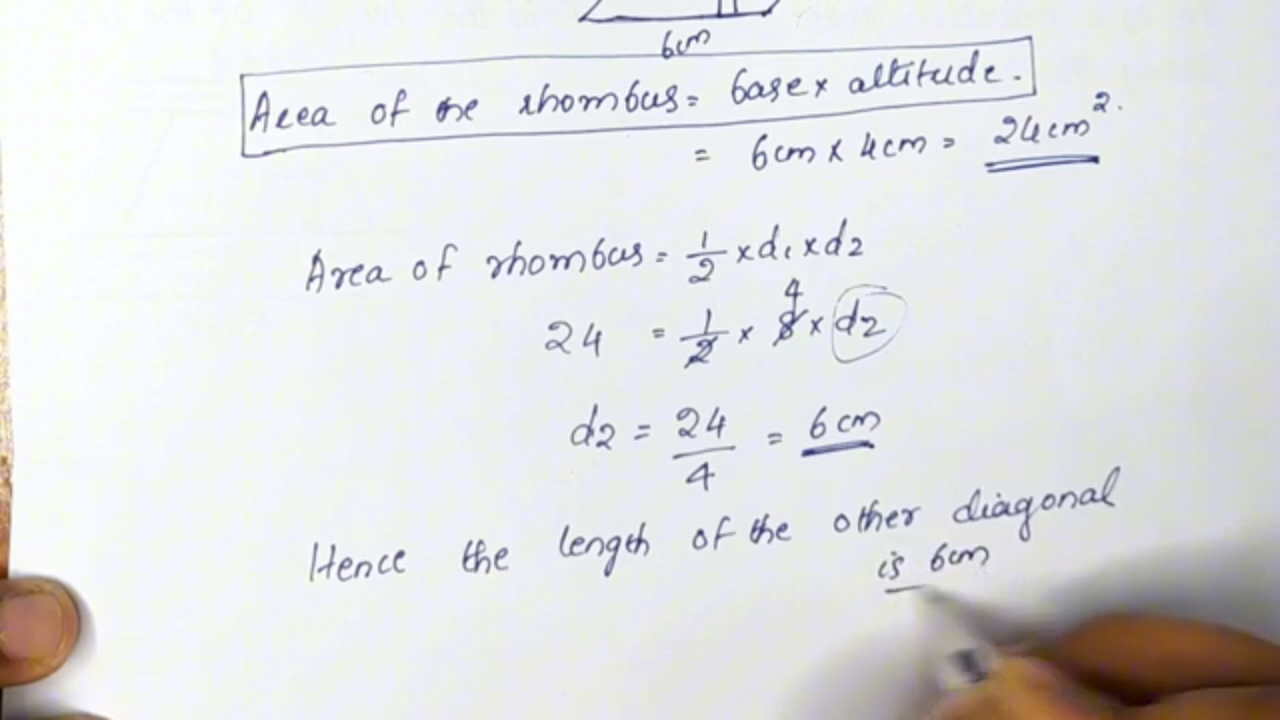 6cm
Area of the rhombus = base x altitude.
= 6cm x 4cm = 24cm².
Area of rhombus = 1/2 x d1 x d2
4
24 = 1/2 x 8 x d2
d2 = 24/4 = 6cm
Hence the length of the other diagonal
is 6cm